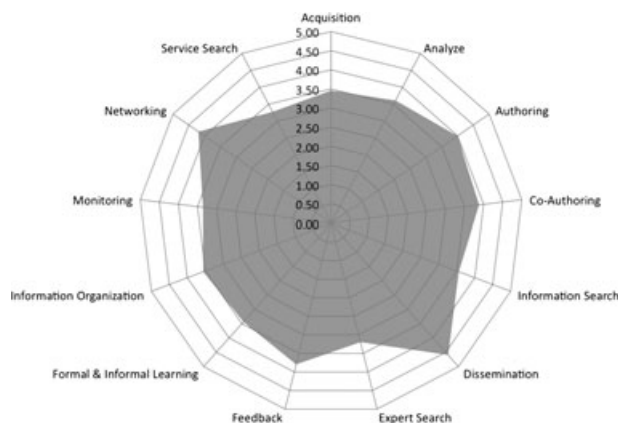 Acquisition
Service Search
5.00
Analyze
4.50
4.00
Networking
3.50
Authoring
3.00
2.50
2.00
Monitoring
1.50
Co-Authoring
1.00
0.50
0.00
Information Organization
Information Search
Formal & Informal Learning
Dissemination
Feedback
Expert Search